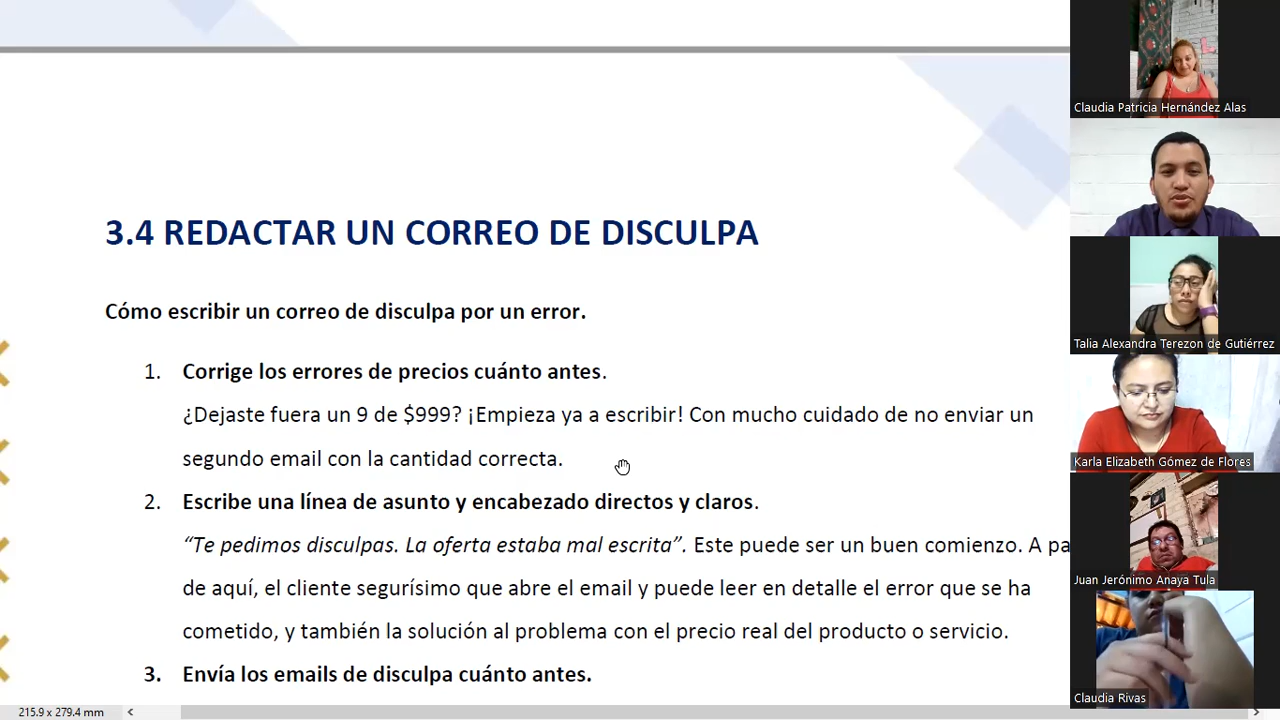 3.4 REDACTAR UN CORREO DE DISCULPA
Cómo escribir un correo de disculpa por un error.
1. Corrige los errores de precios cuánto antes.
¿Dejaste fuera un 9 de $999? ¡Empieza ya a escribir! Con mucho cuidado de no enviar un
segundo email con la cantidad correcta.
2. Escribe una línea de asunto y encabezado directos y claros.
“Te pedimos disculpas. La oferta estaba mal escrita”. Este puede ser un buen comienzo. A pa
de aquí, el cliente segurísimo que abre el email y puede leer en detalle el error que se ha
cometido, y también la solución al problema con el precio real del producto o servicio.
3. Envía los emails de disculpa cuánto antes.
215.9 x 279.4 mm
Claudia Patricia Hernández Alas
Talia Alexandra Terezon de Gutiérrez
Karla Elizabeth Gómez de Flores
Juan Jerónimo Anaya Tula
Claudia Rivas